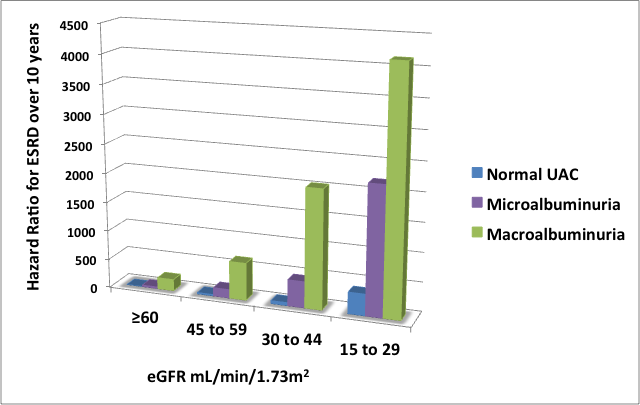 Hazard Ratio for ESRD over 10 years
4500
4000
3500
3000
2500
2000
1500
1000
500
0
≥60
45 to 59
30 to 44
15 to 29
eGFR mL/min/1.73m²
Normal UAC
Microalbuminuria
Macroalbuminuria